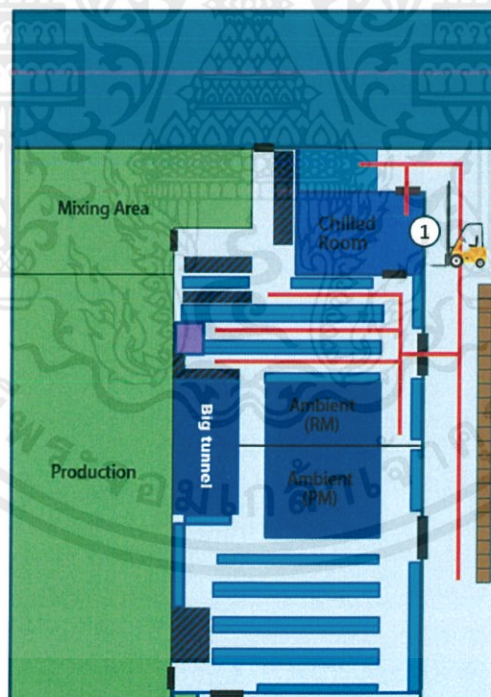 Mixing Area
Chilled
Room
1
Ambient
(RM)
Big tunnel
Ambient
(PM)
Production